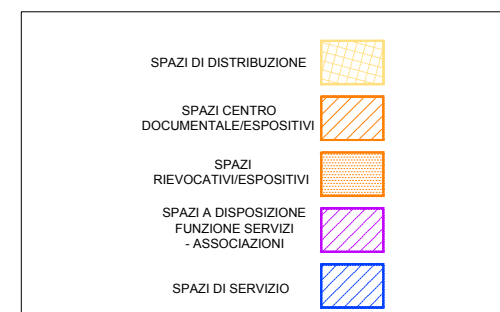 SPAZI DI DISTRIBUZIONE
SPAZI CENTRO
DOCUMENTALE/ESPOSITIVI
SPAZI
RIEVOCATIVI/ESPOSITIVI
SPAZI A DISPOSIZIONE
FUNZIONE SERVIZI
- ASSOCIAZIONI
SPAZI DI SERVIZIO